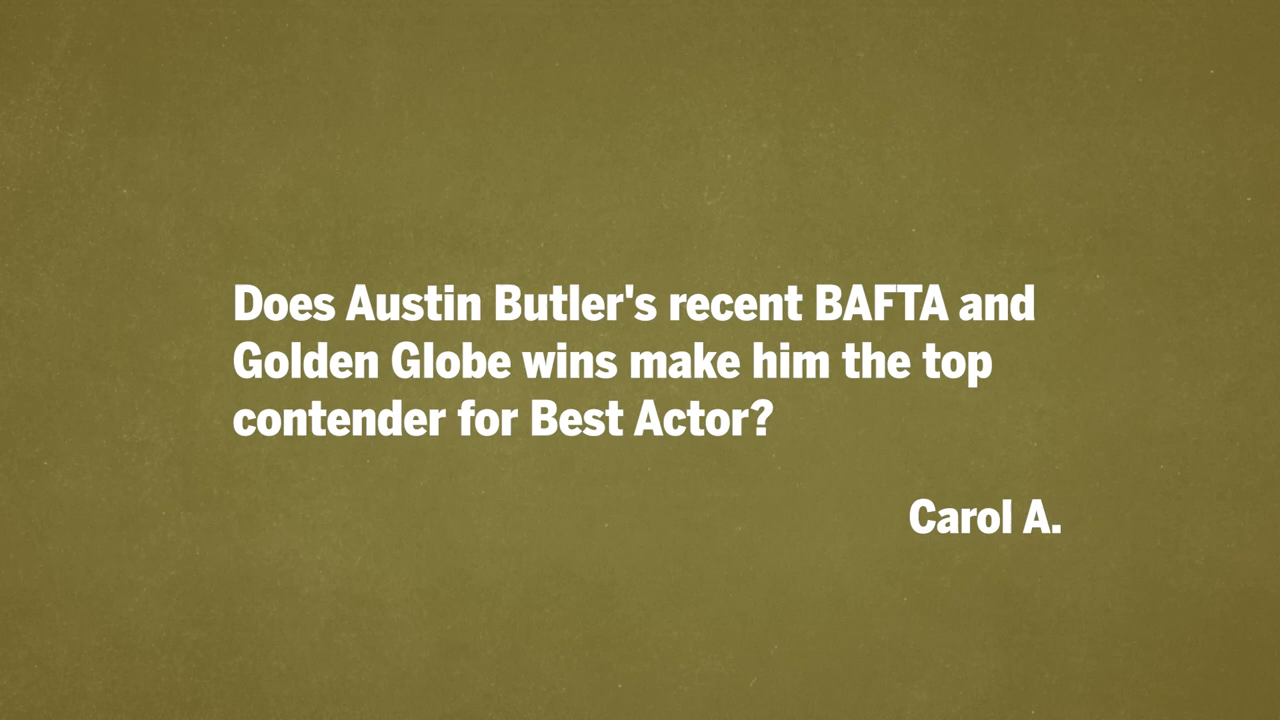 Does Austin Butler's recent BAFTA and
Golden Globe wins make him the top
contender for Best Actor?
Carol A.